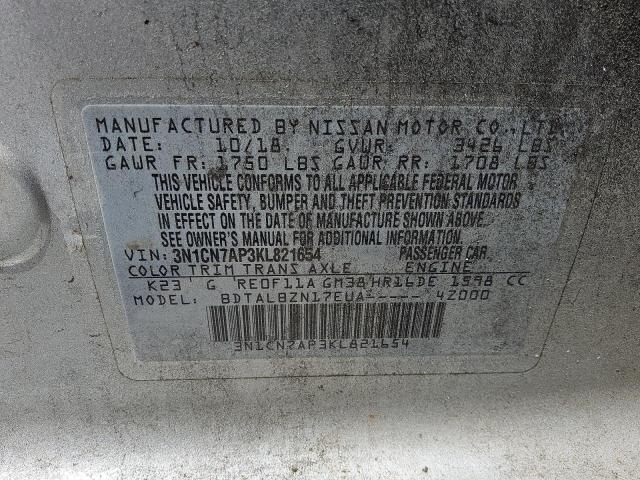 MANUFACTURED BY NISSAN MOTOR CO., LTD.
DATE: 10/18 GVWR: 3426 LBS
GAWR FR: 1750 LBS GAWR RR: 1708 LBS
THIS VEHICLE CONFORMS TO ALL APPLICABLE FEDERAL MOTOR
VEHICLE SAFETY, BUMPER AND THEFT PREVENTION STANDARDS
IN EFFECT ON THE DATE OF MANUFACTURE SHOWN ABOVE.
SEE OWNER'S MANUAL FOR ADDITIONAL INFORMATION
VIN: 3N1CN7AP3KL821654 PASSENGER CAR
COLOR TRIM TRANS AXLE ENGINE
K23 G RE0F11A GM38 HR16DE 1598 CC
MODEL: BDTALBZN17EUA----- 4Z000
3N1CN7AP3KL821654